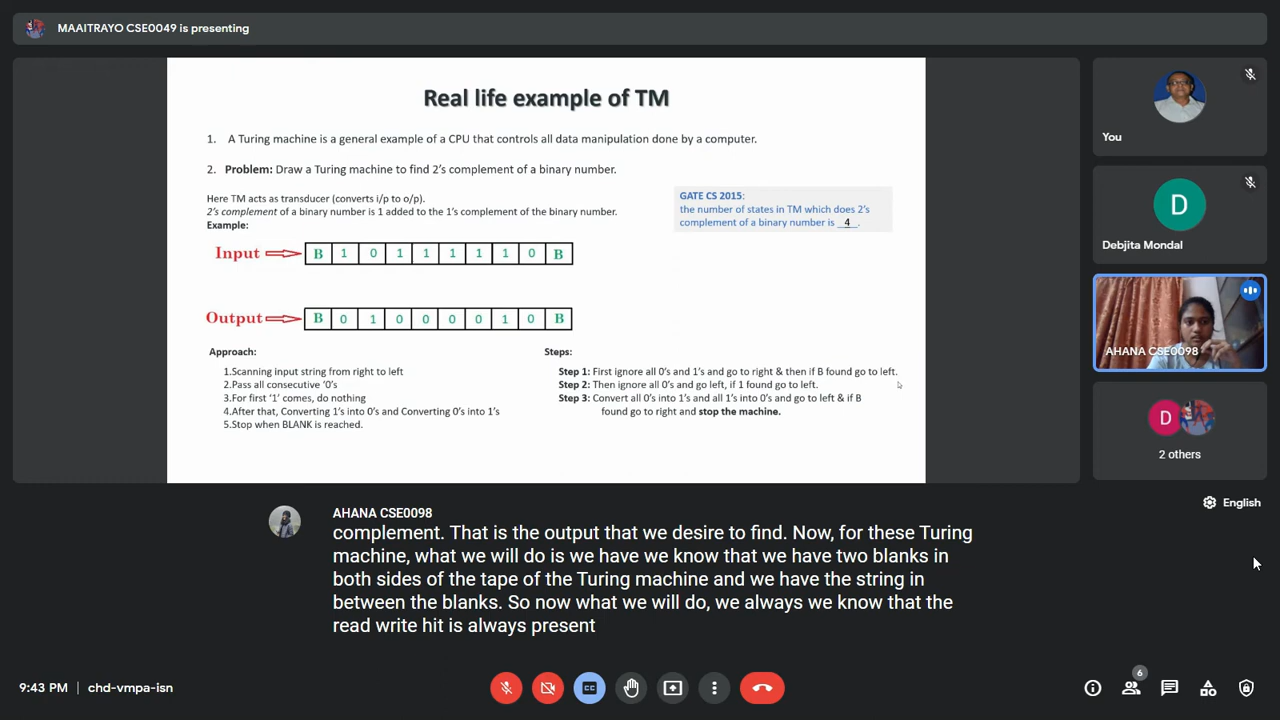 MAAITRAYO CSE0049 is presenting
Real life example of TM
1. A Turing machine is a general example of a CPU that controls all data manipulation done by a computer.
2. Problem: Draw a Turing machine to find 2's complement of a binary number.
Here TM acts as transducer (converts i/p to o/p).
2's complement of a binary number is 1 added to the 1's complement of the binary number.
Example:
GATE CS 2015:
the number of states in TM which does 2's
complement of a binary number is __4__.
Input B 1 0 1 1 1 1 1 0 B
Output B 0 1 0 0 0 0 1 0 B
Approach:
1.Scanning input string from right to left
2.Pass all consecutive '0's
3.For first '1' comes, do nothing
4.After that, Converting 1's into 0's and Converting 0's into 1's
5.Stop when BLANK is reached.
Steps:
Step 1: First ignore all 0's and 1's and go to right & then if B found go to left.
Step 2: Then ignore all 0's and go left, if 1 found go to left.
Step 3: Convert all 0's into 1's and all 1's into 0's and go to left & if B
found go to right and stop the machine.
You
D
Debjita Mondal
AHANA CSE0098
D
2 others
English
AHANA CSE0098
complement. That is the output that we desire to find. Now, for these Turing
machine, what we will do is we have we know that we have two blanks in
both sides of the tape of the Turing machine and we have the string in
between the blanks. So now what we will do, we always we know that the
read write hit is always present
9:43 PM | chd-vmpa-isn
CC
6